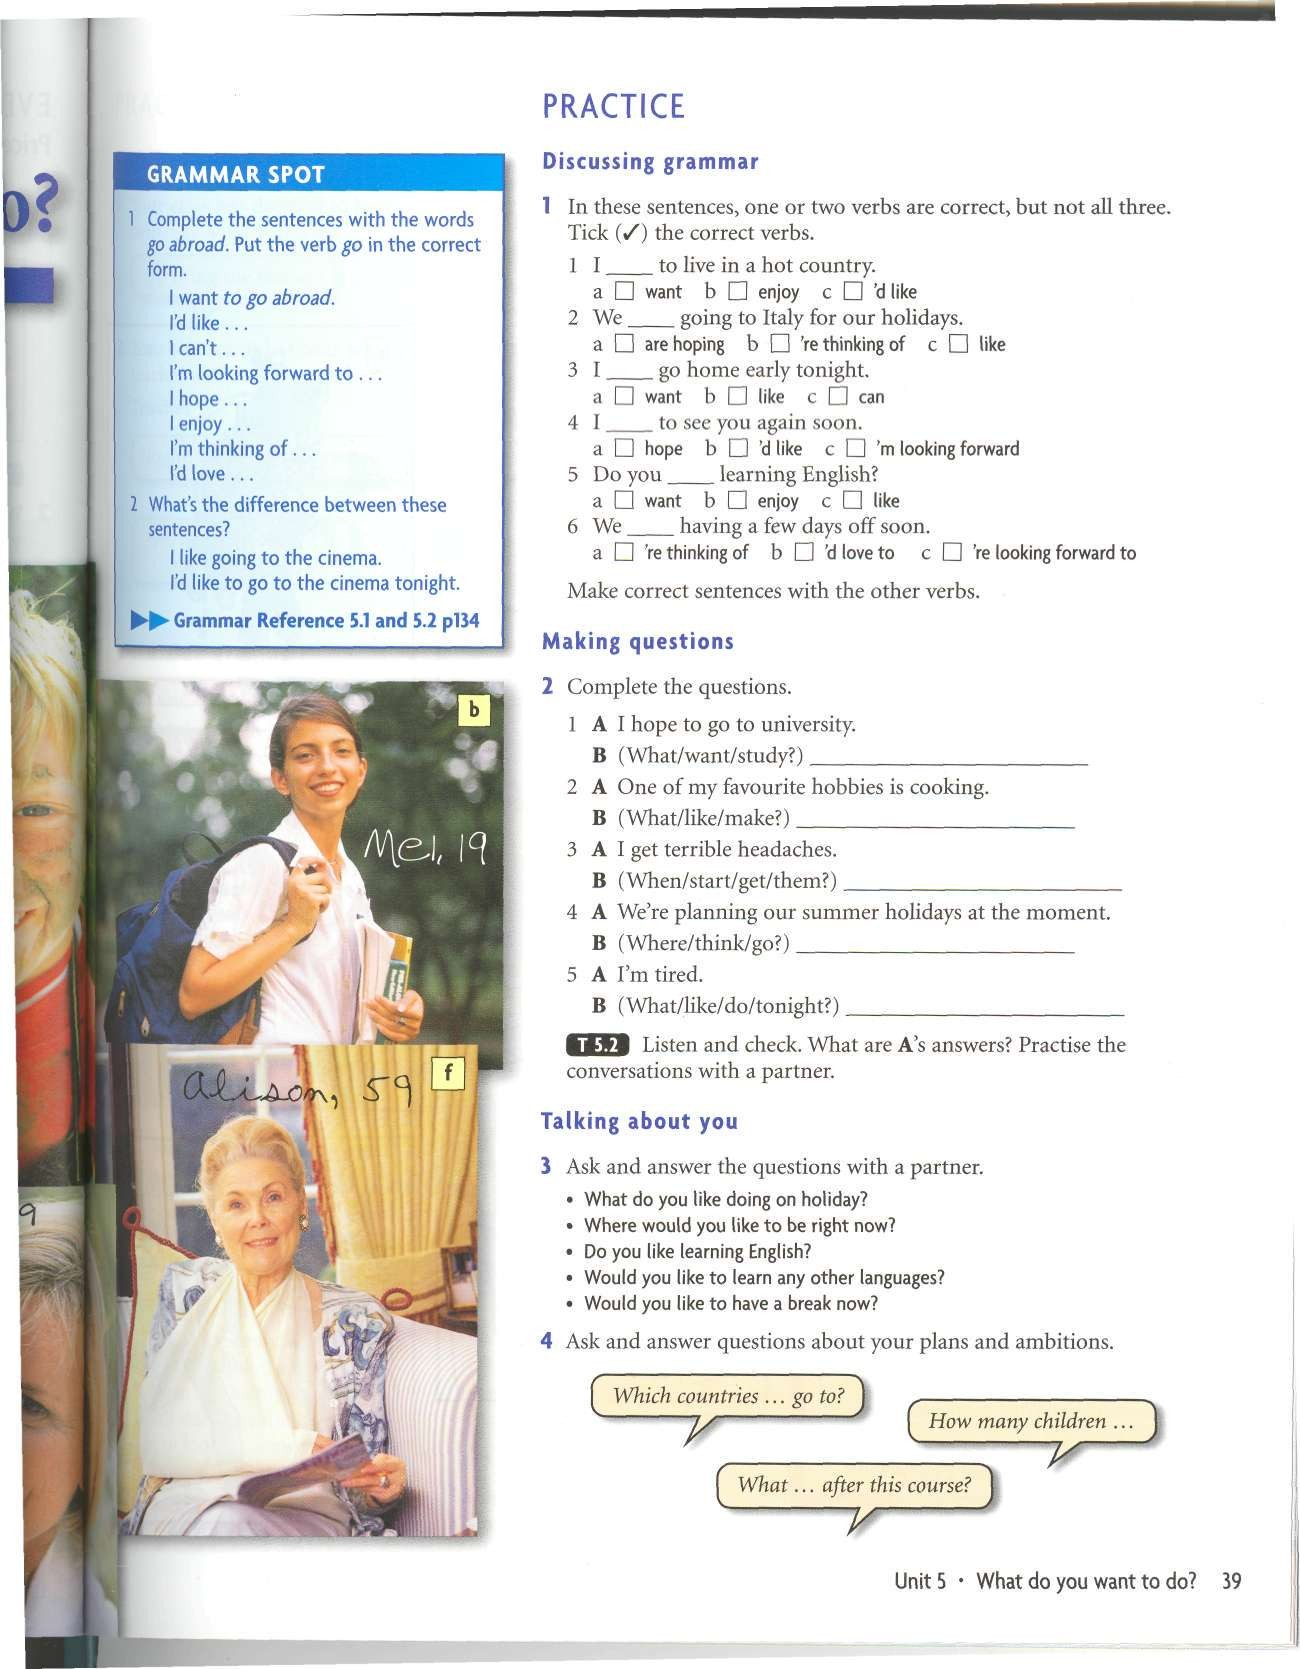 o?
GRAMMAR SPOT
1 Complete the sentences with the words
go abroad. Put the verb go in the correct
form.
I want to go abroad.
I'd like . . .
I can't . . .
I'm looking forward to . . .
I hope . . .
I enjoy . . .
I'm thinking of . . .
I'd love . . .
2 What's the difference between these
sentences?
I like going to the cinema.
I'd like to go to the cinema tonight.
▶▶ Grammar Reference 5.1 and 5.2 p134
b
Mel, 19
f
Alison, 59
9
PRACTICE
Discussing grammar
1 In these sentences, one or two verbs are correct, but not all three.
Tick (✓) the correct verbs.
1 I ____ to live in a hot country.
a □ want b □ enjoy c □ 'd like
2 We ____ going to Italy for our holidays.
a □ are hoping b □ 're thinking of c □ like
3 I ____ go home early tonight.
a □ want b □ like c □ can
4 I ____ to see you again soon.
a □ hope b □ 'd like c □ 'm looking forward
5 Do you ____ learning English?
a □ want b □ enjoy c □ like
6 We ____ having a few days off soon.
a □ 're thinking of b □ 'd love to c □ 're looking forward to
Make correct sentences with the other verbs.
Making questions
2 Complete the questions.
1 A I hope to go to university.
B (What/want/study?) ____
2 A One of my favourite hobbies is cooking.
B (What/like/make?) ____
3 A I get terrible headaches.
B (When/start/get/them?) ____
4 A We're planning our summer holidays at the moment.
B (Where/think/go?) ____
5 A I'm tired.
B (What/like/do/tonight?) ____
T 5.2 Listen and check. What are A's answers? Practise the
conversations with a partner.
Talking about you
3 Ask and answer the questions with a partner.
• What do you like doing on holiday?
• Where would you like to be right now?
• Do you like learning English?
• Would you like to learn any other languages?
• Would you like to have a break now?
4 Ask and answer questions about your plans and ambitions.
Which countries . . . go to?
How many children . . .
What . . . after this course?
Unit 5 · What do you want to do? 39